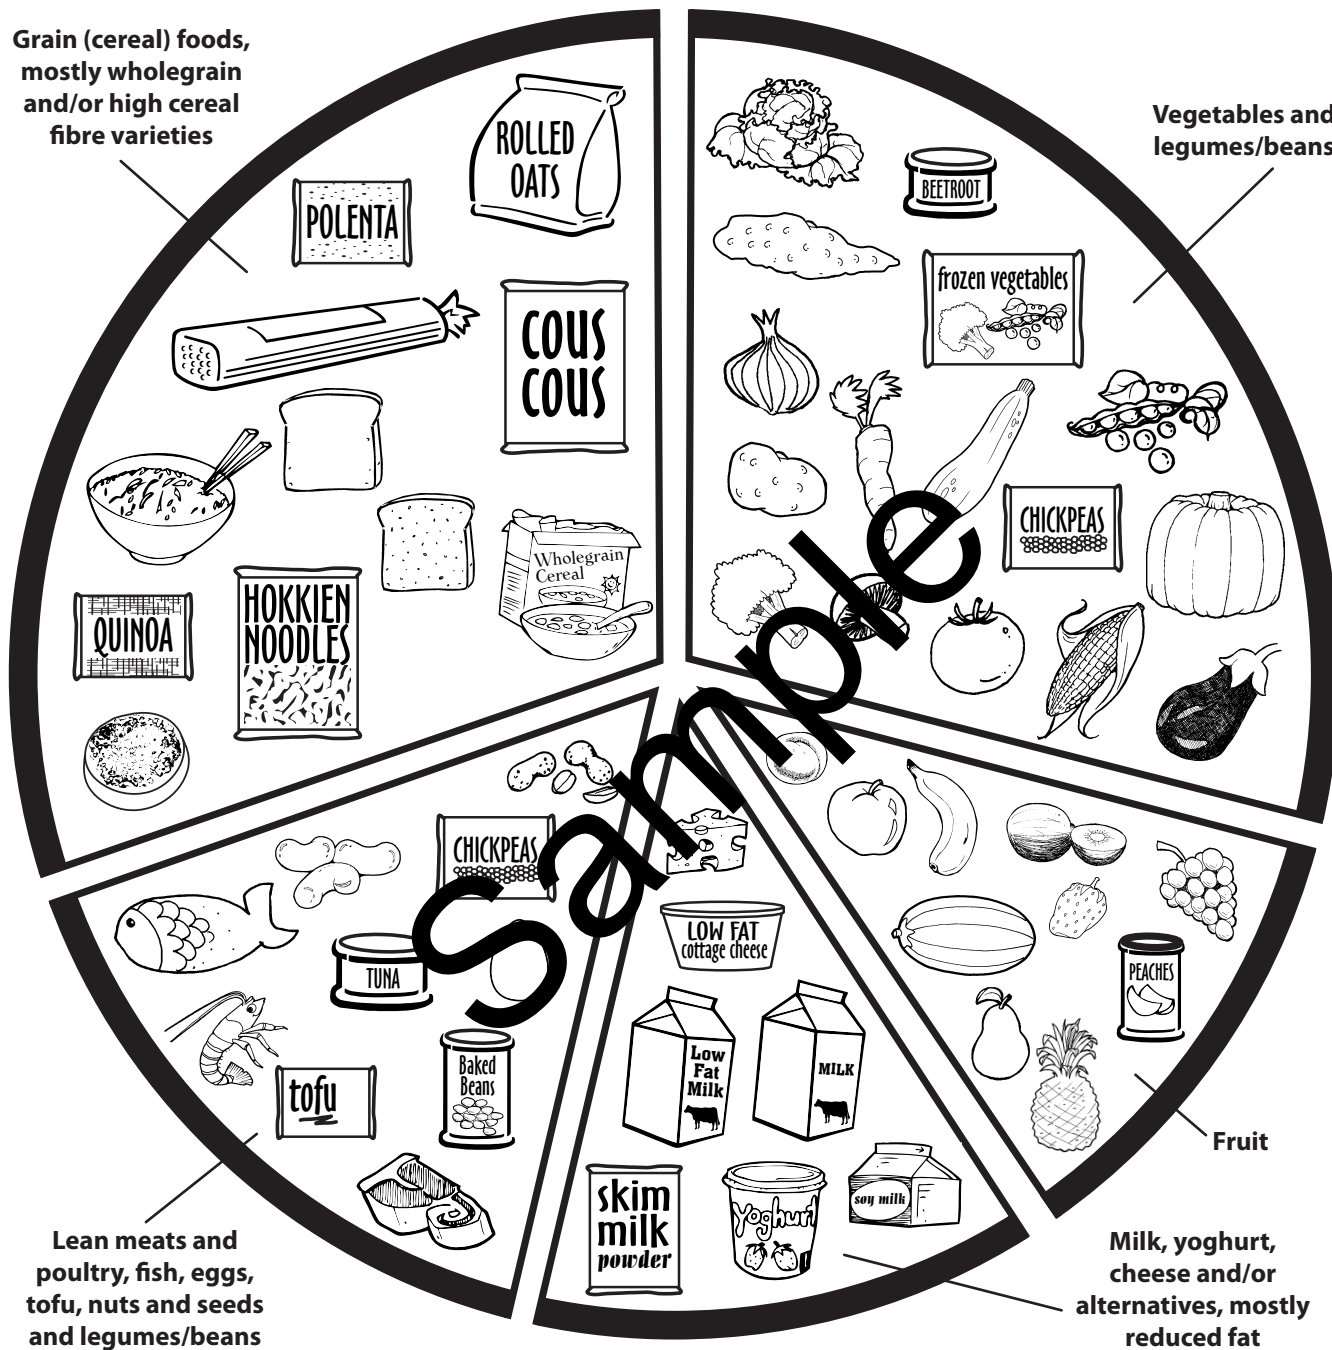 Grain (cereal) foods,
mostly wholegrain
and/or high cereal
fibre varieties
Vegetables and
legumes/beans
ROLLED
OATS
POLENTA
COUS
COUS
Wholegrain
Cereal
HOKKIEN
NOODLES
QUINOA
BEETROOT
frozen vegetables
CHICKPEAS
Sample
CHICKPEAS
TUNA
Baked
Beans
tofu
LOW FAT
cottage cheese
Low
Fat
Milk
MILK
skim
milk
powder
Yoghurt
soy milk
PEACHES
Fruit
Lean meats and
poultry, fish, eggs,
tofu, nuts and seeds
and legumes/beans
Milk, yoghurt,
cheese and/or
alternatives, mostly
reduced fat